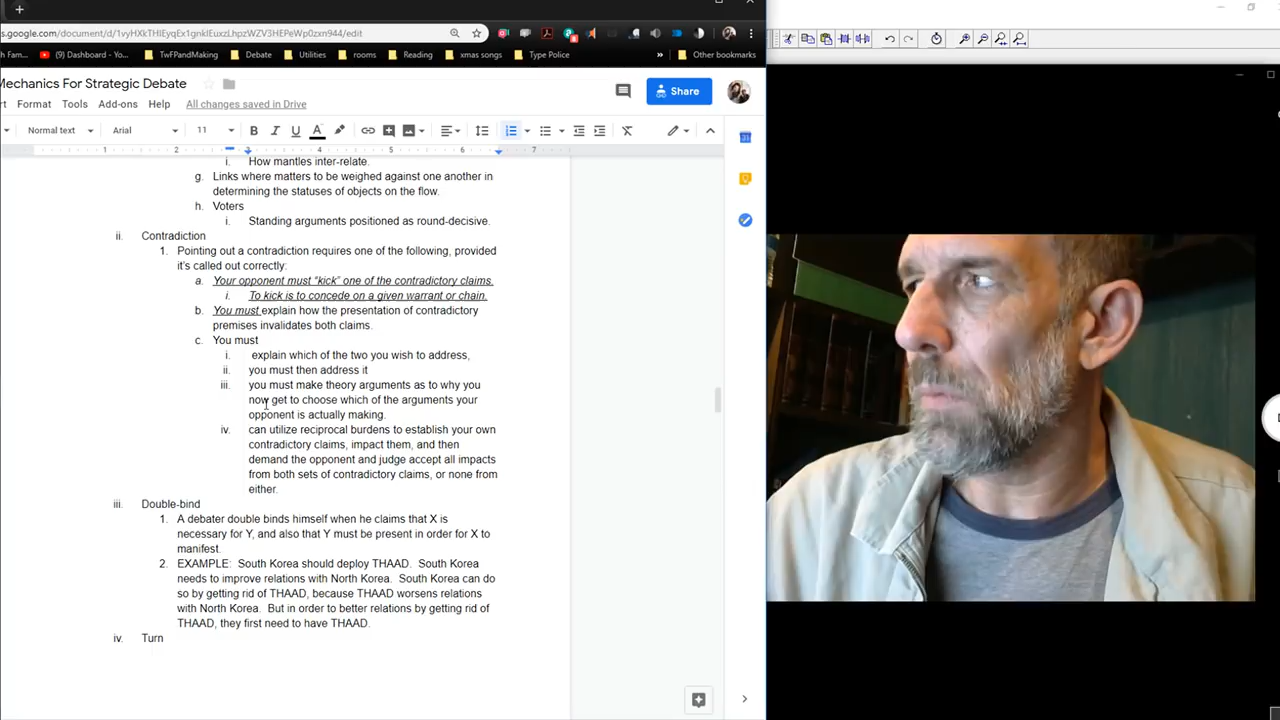 s.google.com/document/d/1vyHXkTHIEyqEx1gnklEuxzLhpzWZV3HEPeWp0zxn944/edit
h Fam... (9) Dashboard - Yo... TwFPandMaking Debate Utilities rooms Reading xmas songs Type Police » Other bookmarks
Mechanics For Strategic Debate
Share
rt Format Tools Add-ons Help All changes saved in Drive
Normal text Arial 11 B I U A
1 2 3 4 5 6 7
i. How mantles inter-relate.
g. Links where matters to be weighed against one another in
determining the statuses of objects on the flow.
h. Voters
i. Standing arguments positioned as round-decisive.
ii. Contradiction
1. Pointing out a contradiction requires one of the following, provided
it's called out correctly:
a. Your opponent must “kick” one of the contradictory claims.
i. To kick is to concede on a given warrant or chain.
b. You must explain how the presentation of contradictory
premises invalidates both claims.
c. You must
i. explain which of the two you wish to address,
ii. you must then address it
iii. you must make theory arguments as to why you
now get to choose which of the arguments your
opponent is actually making.
iv. can utilize reciprocal burdens to establish your own
contradictory claims, impact them, and then
demand the opponent and judge accept all impacts
from both sets of contradictory claims, or none from
either.
iii. Double-bind
1. A debater double binds himself when he claims that X is
necessary for Y, and also that Y must be present in order for X to
manifest.
2. EXAMPLE: South Korea should deploy THAAD. South Korea
needs to improve relations with North Korea. South Korea can do
so by getting rid of THAAD, because THAAD worsens relations
with North Korea. But in order to better relations by getting rid of
THAAD, they first need to have THAAD.
iv. Turn